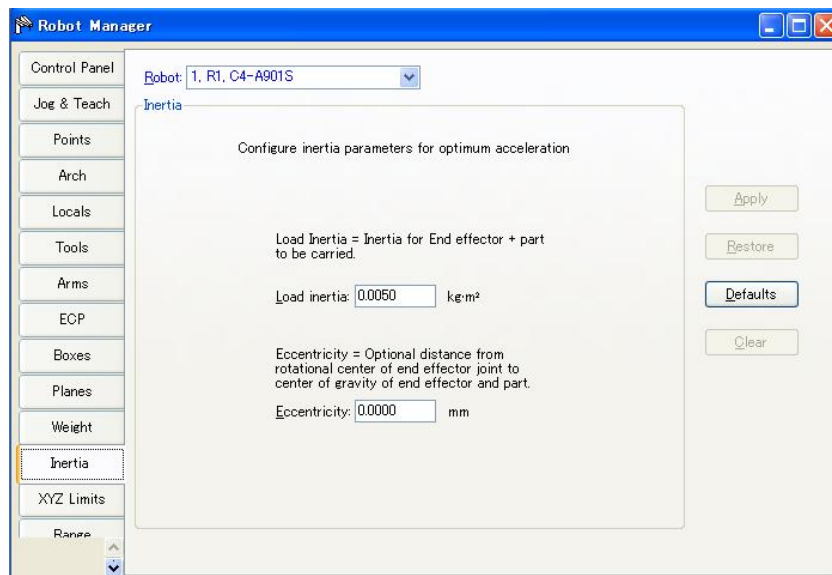 Robot Manager
Control Panel
Jog & Teach
Points
Arch
Locals
Tools
Arms
ECP
Boxes
Planes
Weight
Inertia
XYZ Limits
Range
Robot: 1, R1, C4-A901S
Inertia
Configure inertia parameters for optimum acceleration
Load Inertia = Inertia for End effector + part
to be carried.
Load inertia: 0.0050 kg·m²
Eccentricity = Optional distance from
rotational center of end effector joint to
center of gravity of end effector and part.
Eccentricity: 0.0000 mm
Apply
Restore
Defaults
Clear